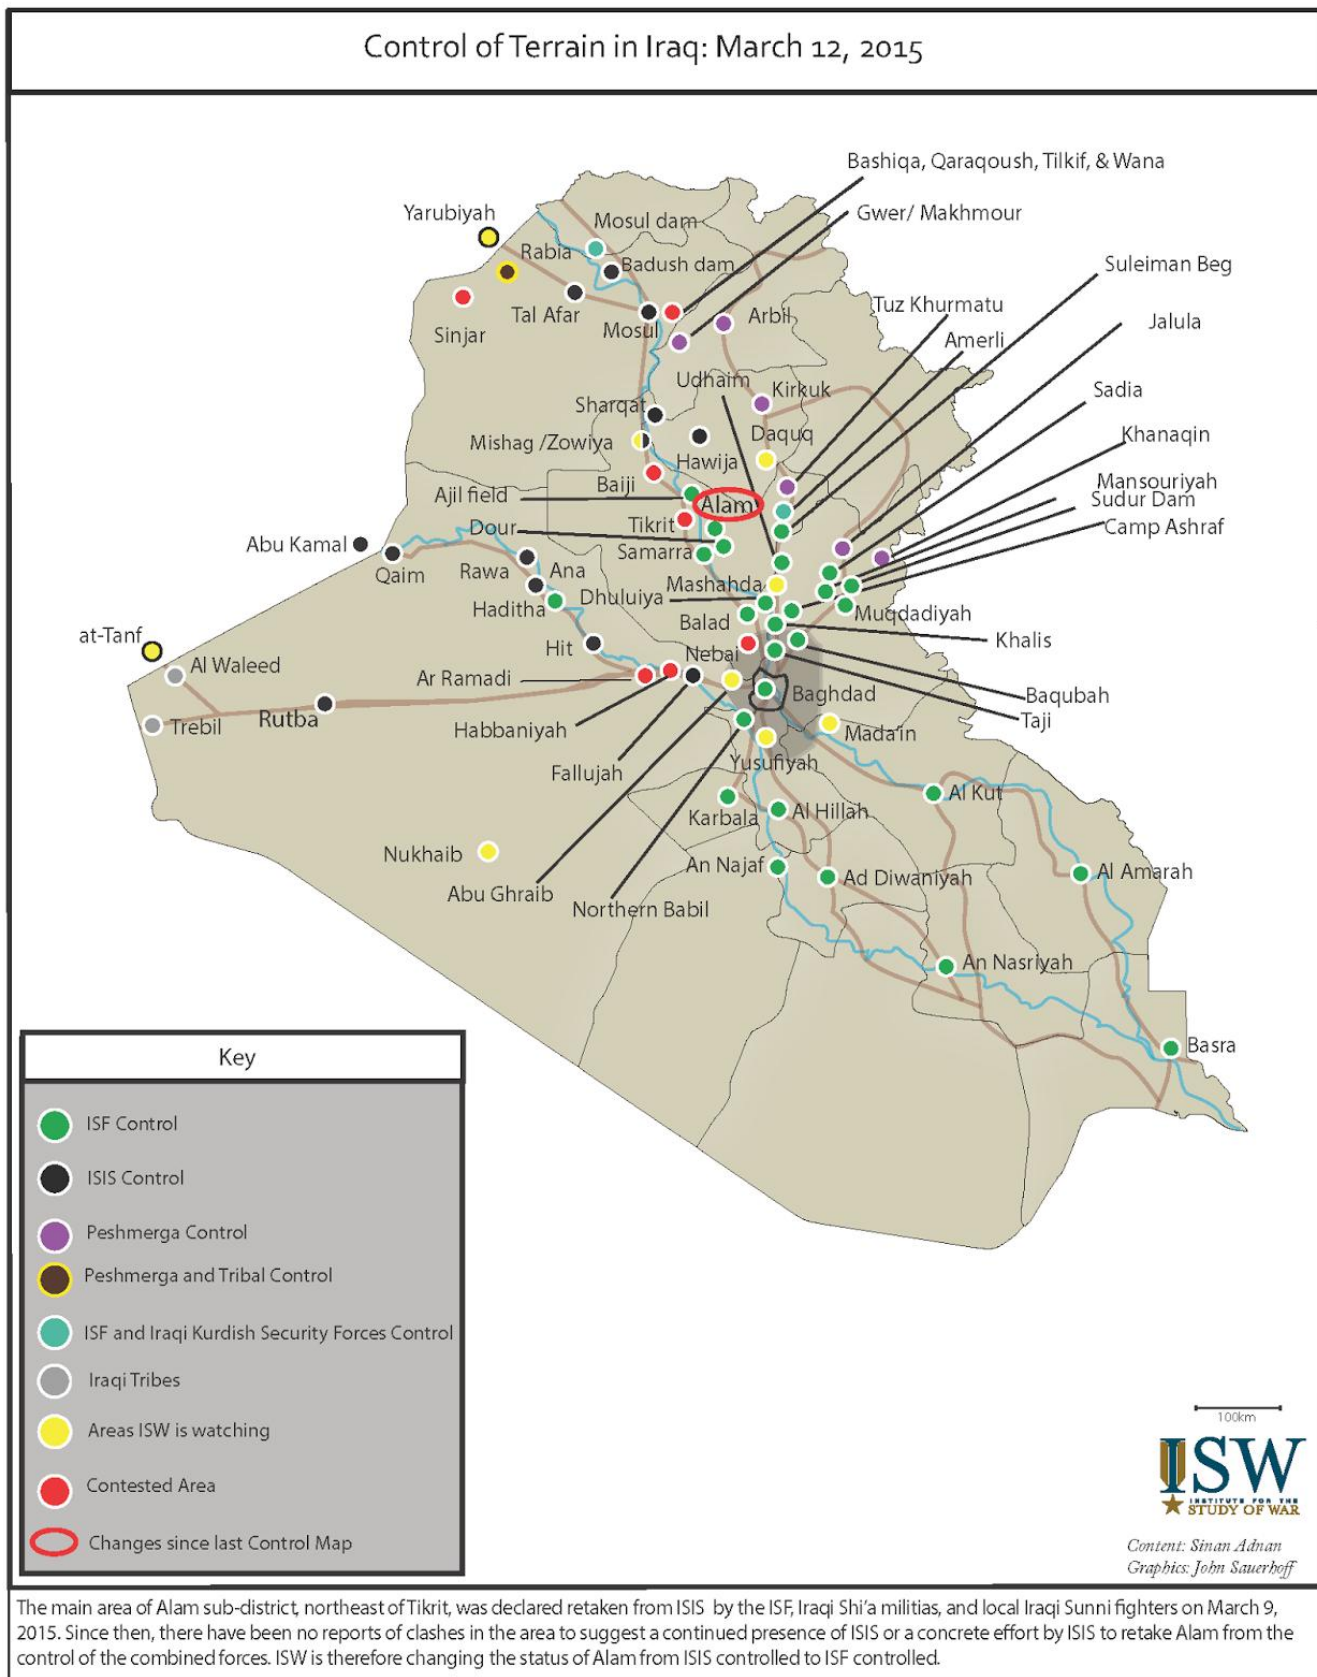 Control of Terrain in Iraq: March 12, 2015
Bashiqa, Qaraqoush, Tilkif, & Wana
Yarubiyah
Mosul dam
Gwer/ Makhmour
Rabia
Badush dam
Suleiman Beg
Tal Afar
Tuz Khurmatu
Sinjar
Mosul
Arbil
Jalula
Amerli
Udhaim
Kirkuk
Sadia
Sharqat
Mishag /Zowiya
Daquq
Khanaqin
Hawija
Baiji
Mansouriyah
Ajil field
Sudur Dam
Alam
Tikrit
Camp Ashraf
Dour
Abu Kamal
Samarra
Qaim
Rawa
Ana
Mashahda
Dhuluiya
Haditha
Muqdadiyah
Balad
at-Tanf
Khalis
Hit
Nebai
Al Waleed
Ar Ramadi
Baghdad
Baqubah
Rutba
Trebil
Taji
Habbaniyah
Mada'in
Yusufiyah
Fallujah
Al Kut
Karbala
Al Hillah
Nukhaib
An Najaf
Ad Diwaniyah
Al Amarah
Abu Ghraib
Northern Babil
An Nasriyah
Basra
Key
ISF Control
ISIS Control
Peshmerga Control
Peshmerga and Tribal Control
ISF and Iraqi Kurdish Security Forces Control
Iraqi Tribes
Areas ISW is watching
Contested Area
Changes since last Control Map
100km
ISW
INSTITUTE FOR THE
STUDY OF WAR
Content: Sinan Adnan
Graphics: John Sauerhoff
The main area of Alam sub-district, northeast of Tikrit, was declared retaken from ISIS by the ISF, Iraqi Shi'a militias, and local Iraqi Sunni fighters on March 9,
2015. Since then, there have been no reports of clashes in the area to suggest a continued presence of ISIS or a concrete effort by ISIS to retake Alam from the
control of the combined forces. ISW is therefore changing the status of Alam from ISIS controlled to ISF controlled.